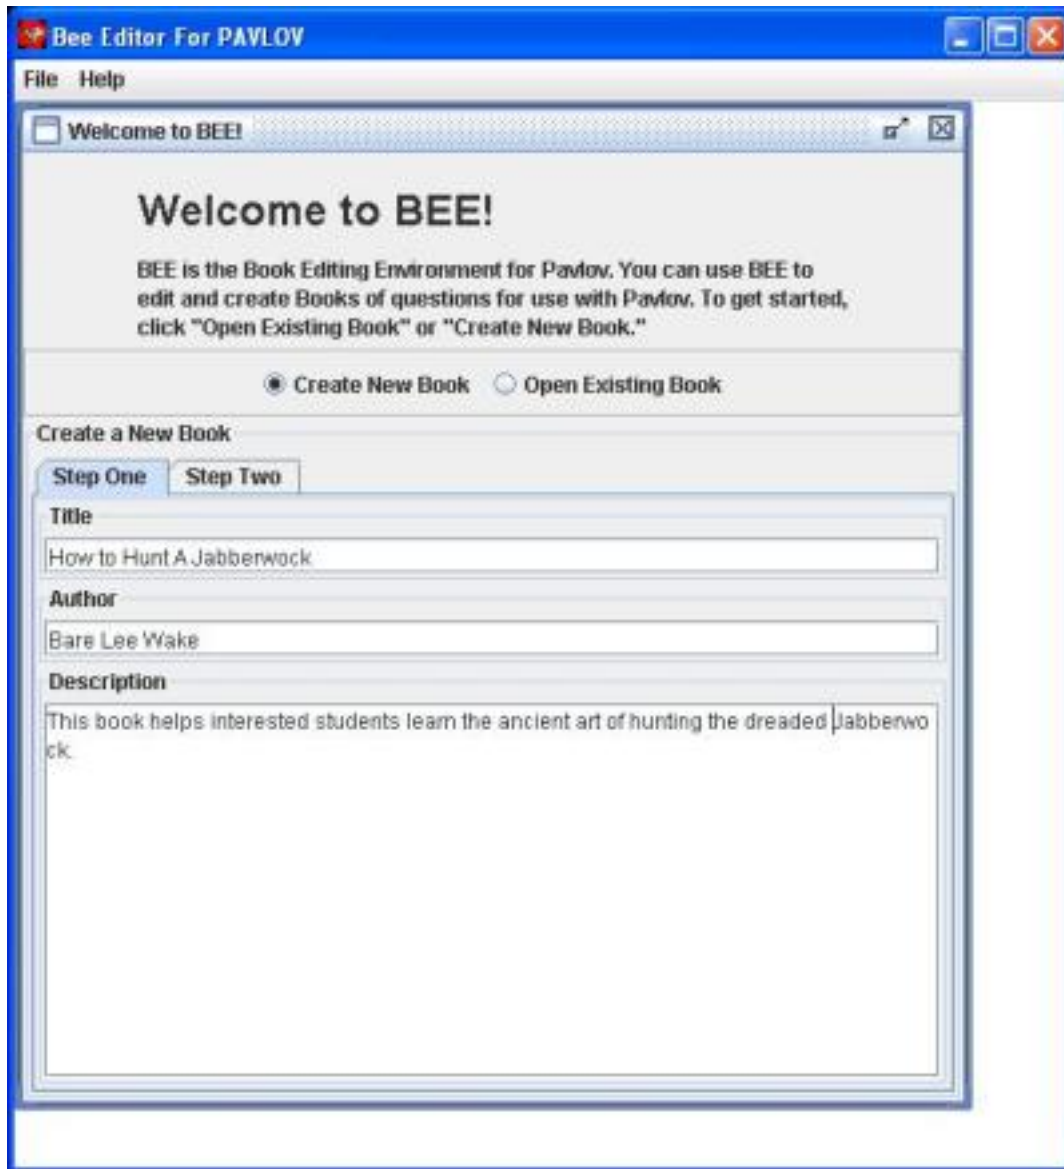 Bee Editor For PAVLOV
File Help
Welcome to BEE!
Welcome to BEE!
BEE is the Book Editing Environment for Pavlov. You can use BEE to
edit and create Books of questions for use with Pavlov. To get started,
click "Open Existing Book" or "Create New Book."
Create New Book Open Existing Book
Create a New Book
Step One Step Two
Title
How to Hunt A Jabberwock
Author
Bare Lee Wake
Description
This book helps interested students learn the ancient art of hunting the dreaded Jabberwo
ck.